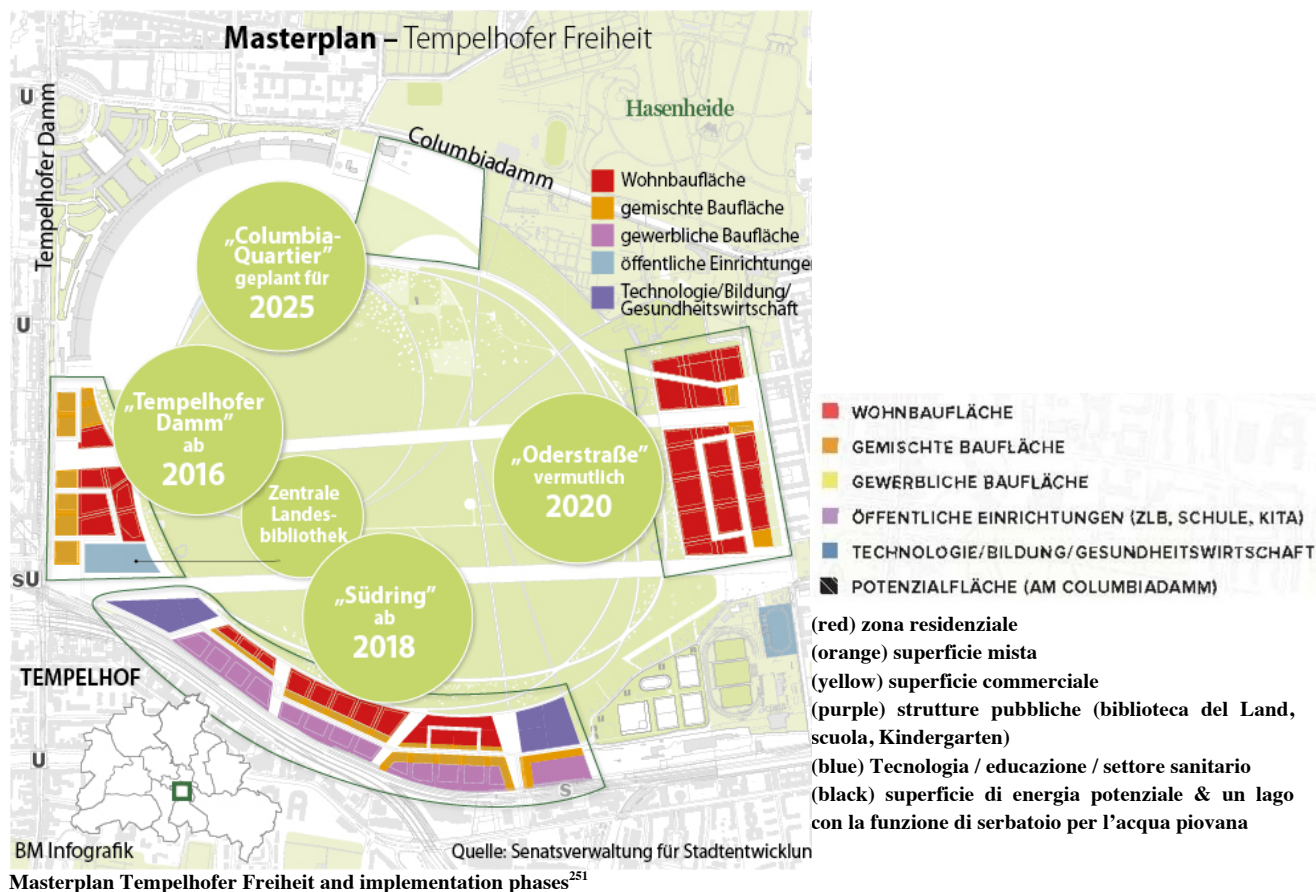 Masterplan – Tempelhofer Freiheit
U
Tempelhofer Damm
Hasenheide
Columbiadamm
Wohnbaufläche
gemischte Baufläche
gewerbliche Baufläche
öffentliche Einrichtunge
Technologie/Bildung/
Gesundheitswirtschaft
„Columbia-
Quartier"
geplant für
2025
U
„Tempelhofer
Damm"
ab
2016
„Oderstraße"
vermutlich
2020
Zentrale
Landes-
bibliothek
SU
„Südring"
ab
2018
TEMPELHOF
U
S
BM Infografik
Quelle: Senatsverwaltung für Stadtentwicklun
WOHNBAUFLÄCHE
GEMISCHTE BAUFLÄCHE
GEWERBLICHE BAUFLÄCHE
ÖFFENTLICHE EINRICHTUNGEN (ZLB, SCHULE, KITA)
TECHNOLOGIE/BILDUNG/GESUNDHEITSWIRTSCHAFT
POTENZIALFLÄCHE (AM COLUMBIADAMM)
(red) zona residenziale
(orange) superficie mista
(yellow) superficie commerciale
(purple) strutture pubbliche (biblioteca del Land,
scuola, Kindergarten)
(blue) Tecnologia / educazione / settore sanitario
(black) superficie di energia potenziale & un lago
con la funzione di serbatoio per l’acqua piovana
Masterplan Tempelhofer Freiheit and implementation phases251